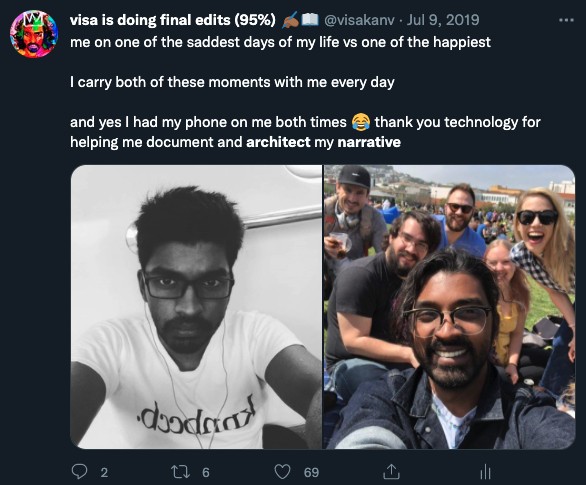 visa is doing final edits (95%) ✍🏾📖 @visakanv · Jul 9, 2019 ···
me on one of the saddest days of my life vs one of the happiest
I carry both of these moments with me every day
and yes I had my phone on me both times 😂 thank you technology for
helping me document and architect my narrative
2 6 69